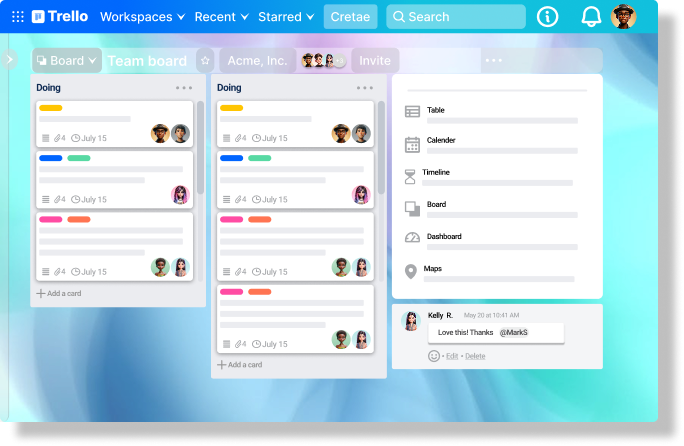 Trello Workspaces Recent Starred Cretae Search
Board Team board Acme, Inc. +3 Invite
Doing
4 July 15
4 July 15
4 July 15
Add a card
Doing
4 July 15
4 July 15
4 July 15
4 July 15
Add a card
Table
Calender
Timeline
Board
Dashboard
Maps
Kelly R. May 20 at 10:41 AM
Love this! Thanks @MarkS
• Edit • Delete